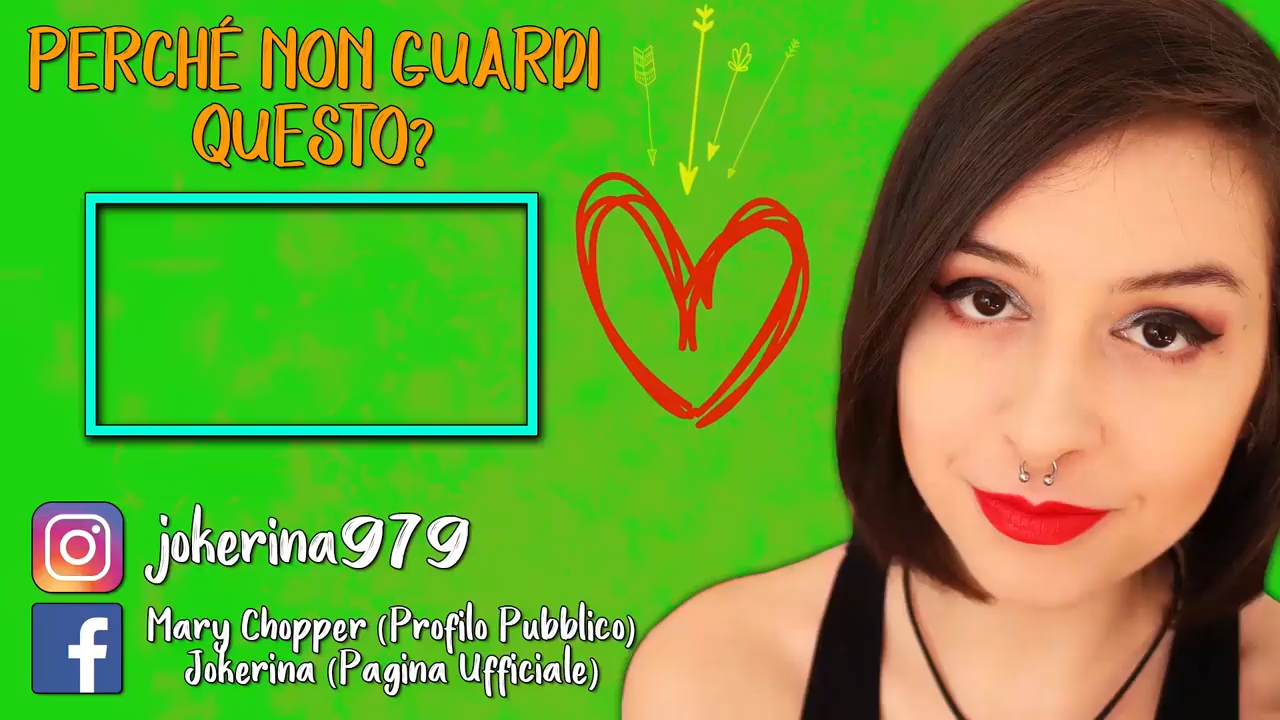 PERCHÉ NON GUARDI
QUESTO?
jokerina979
Mary Chopper (Profilo Pubblico)
Jokerina (Pagina Ufficiale)